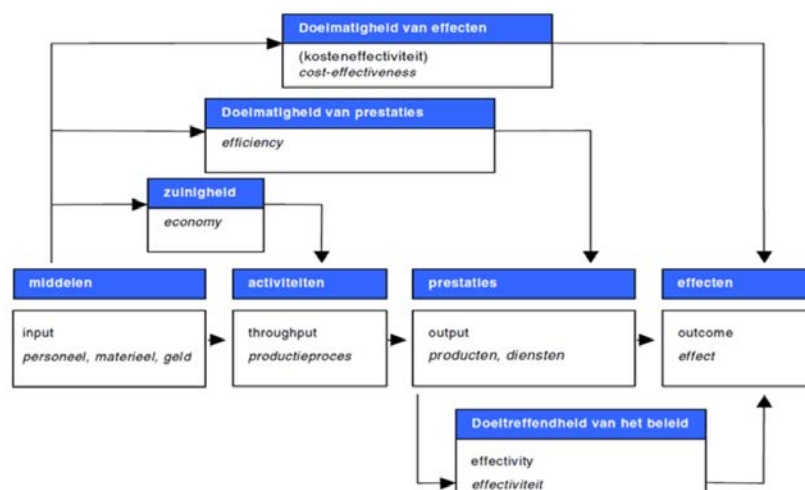 Doelmatigheid van effecten
(kosteneffectiviteit)
cost-effectiveness
Doelmatigheid van prestaties
efficiency
zuinigheid
economy
middelen
input
personeel, materieel, geld
activiteiten
throughput
productieproces
prestaties
output
producten, diensten
effecten
outcome
effect
Doeltreffendheid van het beleid
effectivity
effectiviteit